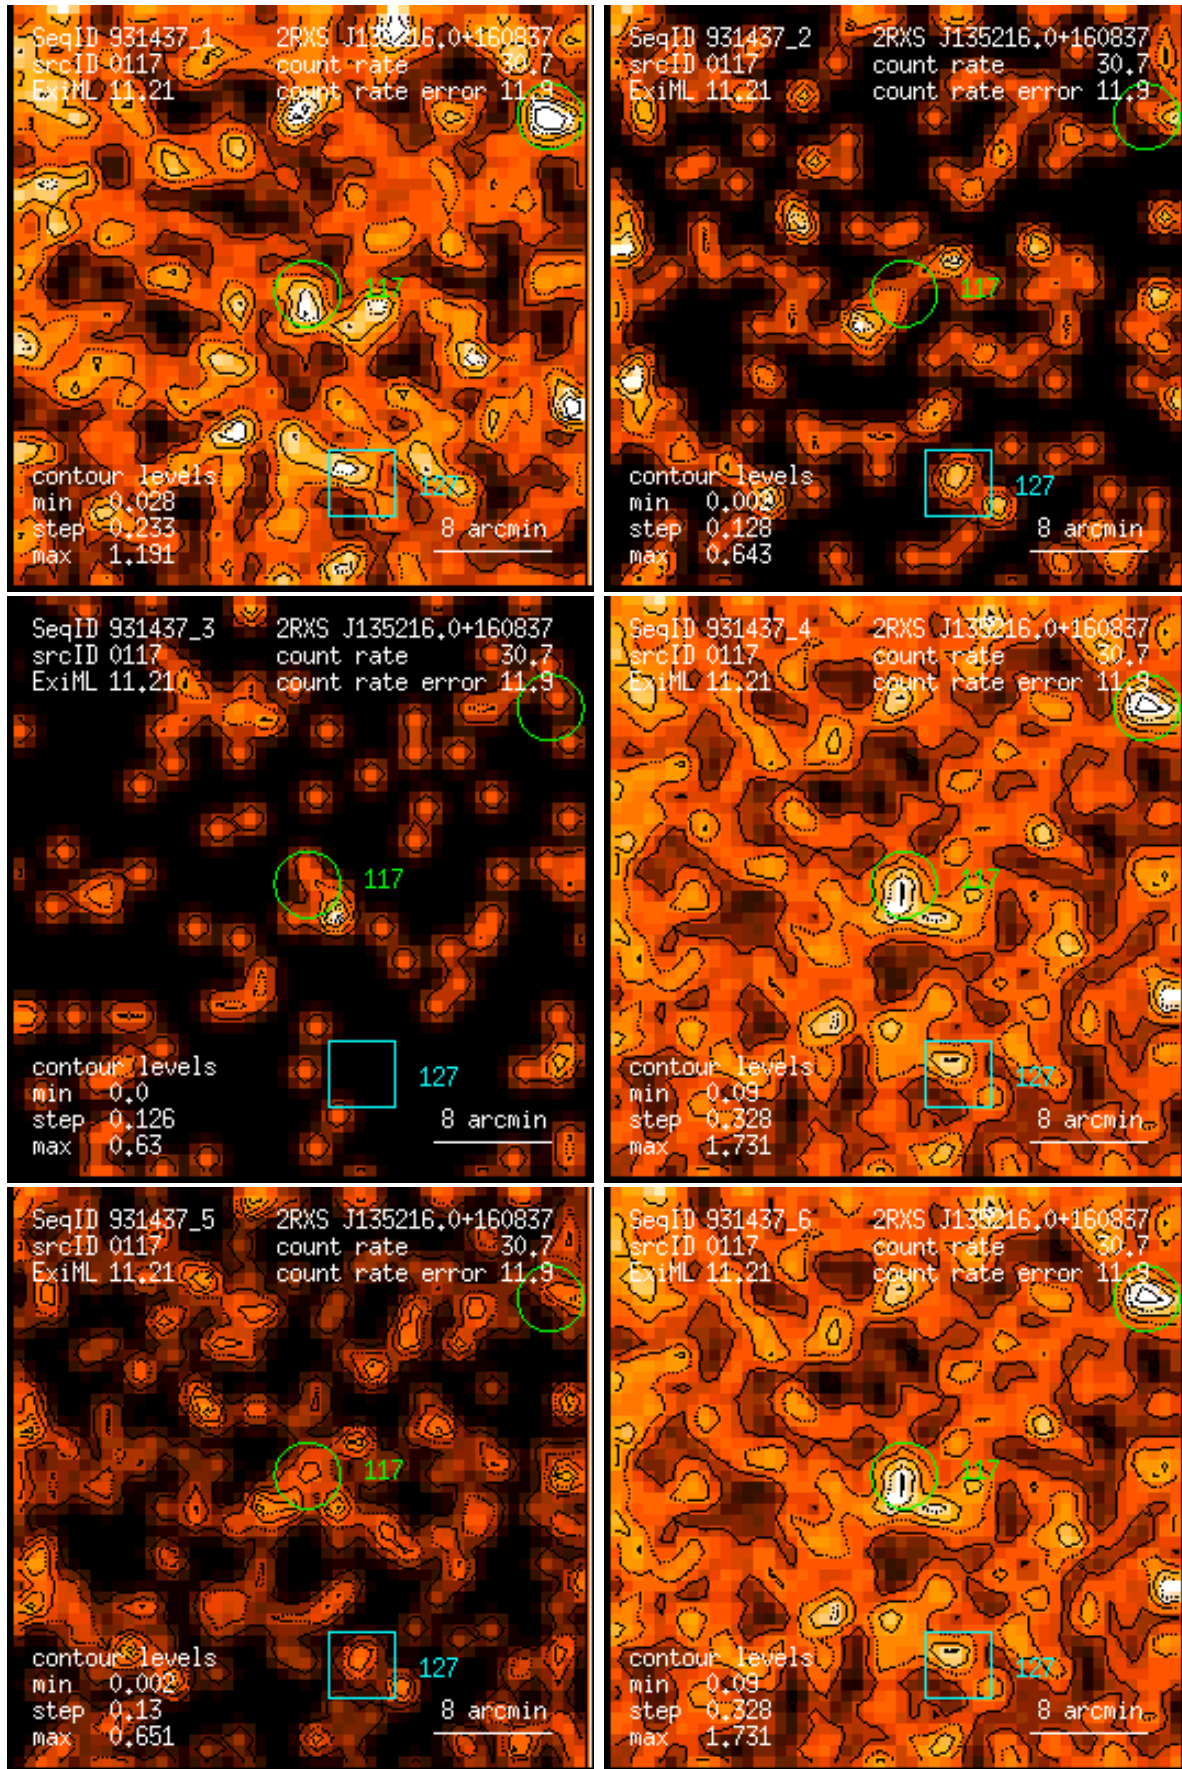 SeqID 931437_1 2RXS J135216.0+160837
srcID 0117 count rate 30.7
ExiML 11.21 count rate error 11.9
117
127
contour levels
min 0.028
step 0.233 8 arcmin
max 1.191
SeqID 931437_2 2RXS J135216.0+160837
srcID 0117 count rate 30.7
ExiML 11.21 count rate error 11.9
117
contour levels
127
min 0.002
step 0.128 8 arcmin
max 0.643
SeqID 931437_3 2RXS J135216.0+160837
srcID 0117 count rate 30.7
ExiML 11.21 count rate error 11.9
117
contour levels
127
min 0.0
step 0.126 8 arcmin
max 0.63
SeqID 931437_4 2RXS J135216.0+160837
srcID 0117 count rate 30.7
ExiML 11.21 count rate error 11.9
117
contour levels
127
min 0.09
step 0.328 8 arcmin
max 1.731
SeqID 931437_5 2RXS J135216.0+160837
srcID 0117 count rate 30.7
ExiML 11.21 count rate error 11.9
117
contour levels
127
min 0.002
step 0.13 8 arcmin
max 0.651
SeqID 931437_6 2RXS J135216.0+160837
srcID 0117 count rate 30.7
ExiML 11.21 count rate error 11.9
117
contour levels
127
min 0.09
step 0.328 8 arcmin
max 1.731